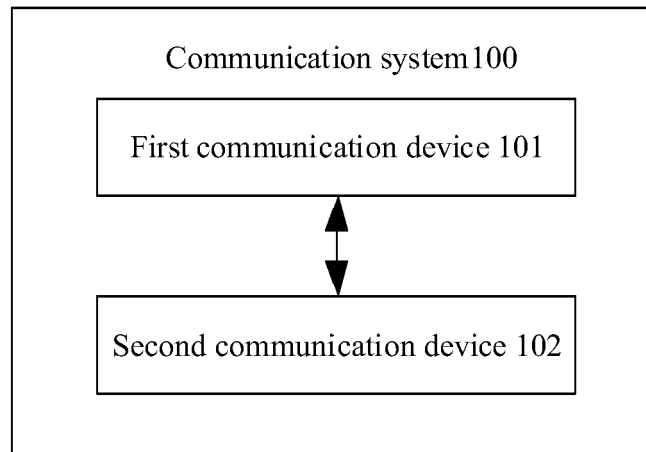 Communication system100
First communication device 101
Second communication device 102